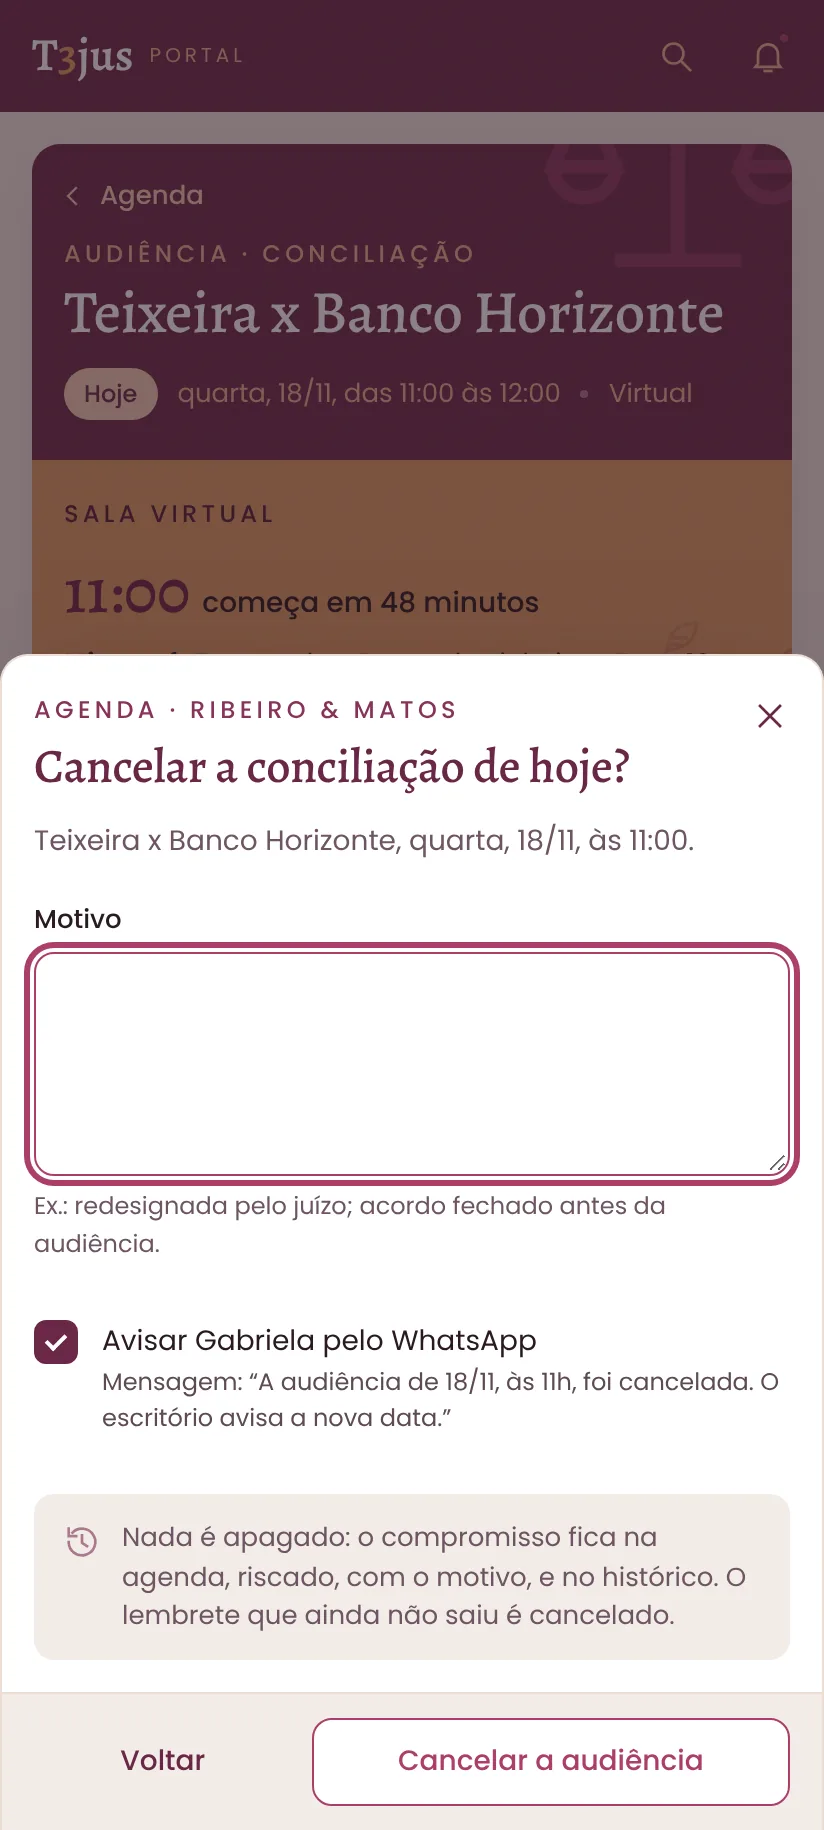 T3jus PORTAL
Agenda
AUDIÊNCIA · CONCILIAÇÃO
Teixeira x Banco Horizonte
Hoje quarta, 18/11, das 11:00 às 12:00 • Virtual
SALA VIRTUAL
11:00 começa em 48 minutos
AGENDA · RIBEIRO & MATOS
Cancelar a conciliação de hoje?
Teixeira x Banco Horizonte, quarta, 18/11, às 11:00.
Motivo
Ex.: redesignada pelo juízo; acordo fechado antes da
audiência.
Avisar Gabriela pelo WhatsApp
Mensagem: “A audiência de 18/11, às 11h, foi cancelada. O
escritório avisa a nova data.”
Nada é apagado: o compromisso fica na
agenda, riscado, com o motivo, e no histórico. O
lembrete que ainda não saiu é cancelado.
Voltar
Cancelar a audiência